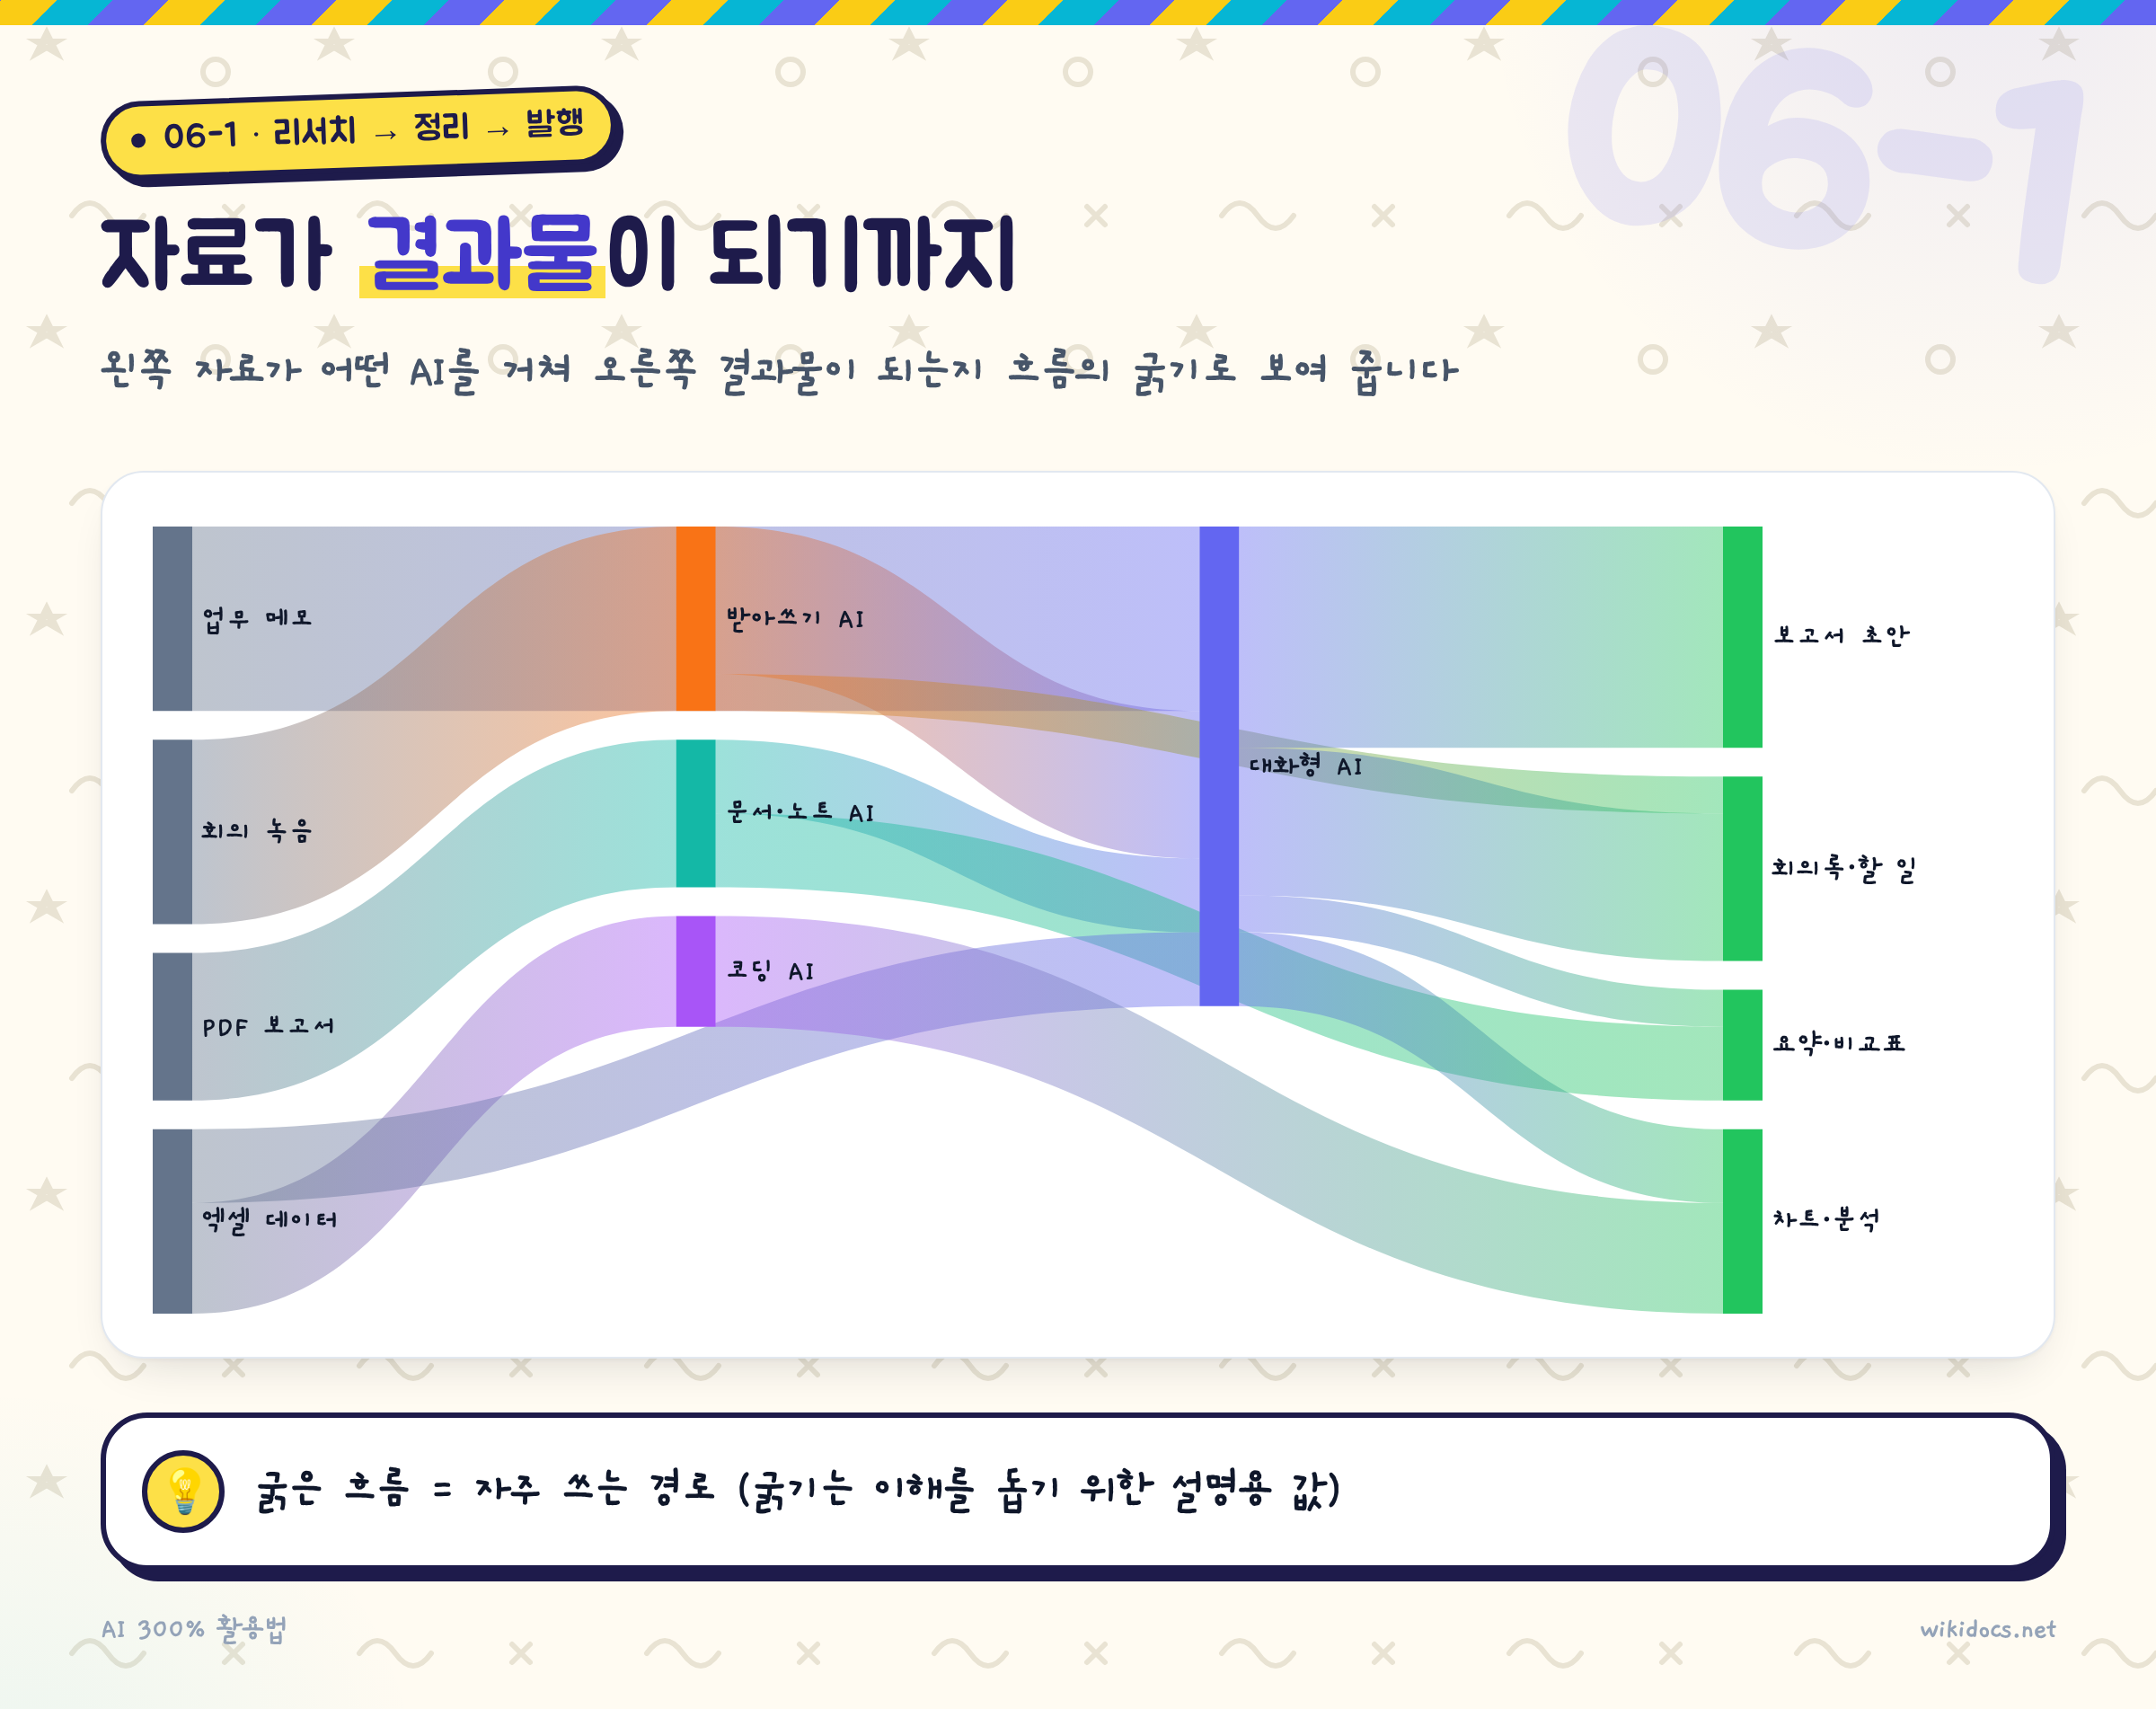 06-1
06-1 · 리서치 → 정리 → 발행
자료가 결과물이 되기까지
왼쪽 자료가 어떤 AI를 거쳐 오른쪽 결과물이 되는지 흐름의 굵기로 보여 줍니다
업무 메모
받아쓰기 AI
보고서 초안
대화형 AI
회의 녹음
문서·노트 AI
회의록·할 일
코딩 AI
PDF 보고서
요약·비교표
엑셀 데이터
차트·분석
굵은 흐름 = 자주 쓰는 경로 (굵기는 이해를 돕기 위한 설명용 값)
AI 300% 활용법
wikidocs.net